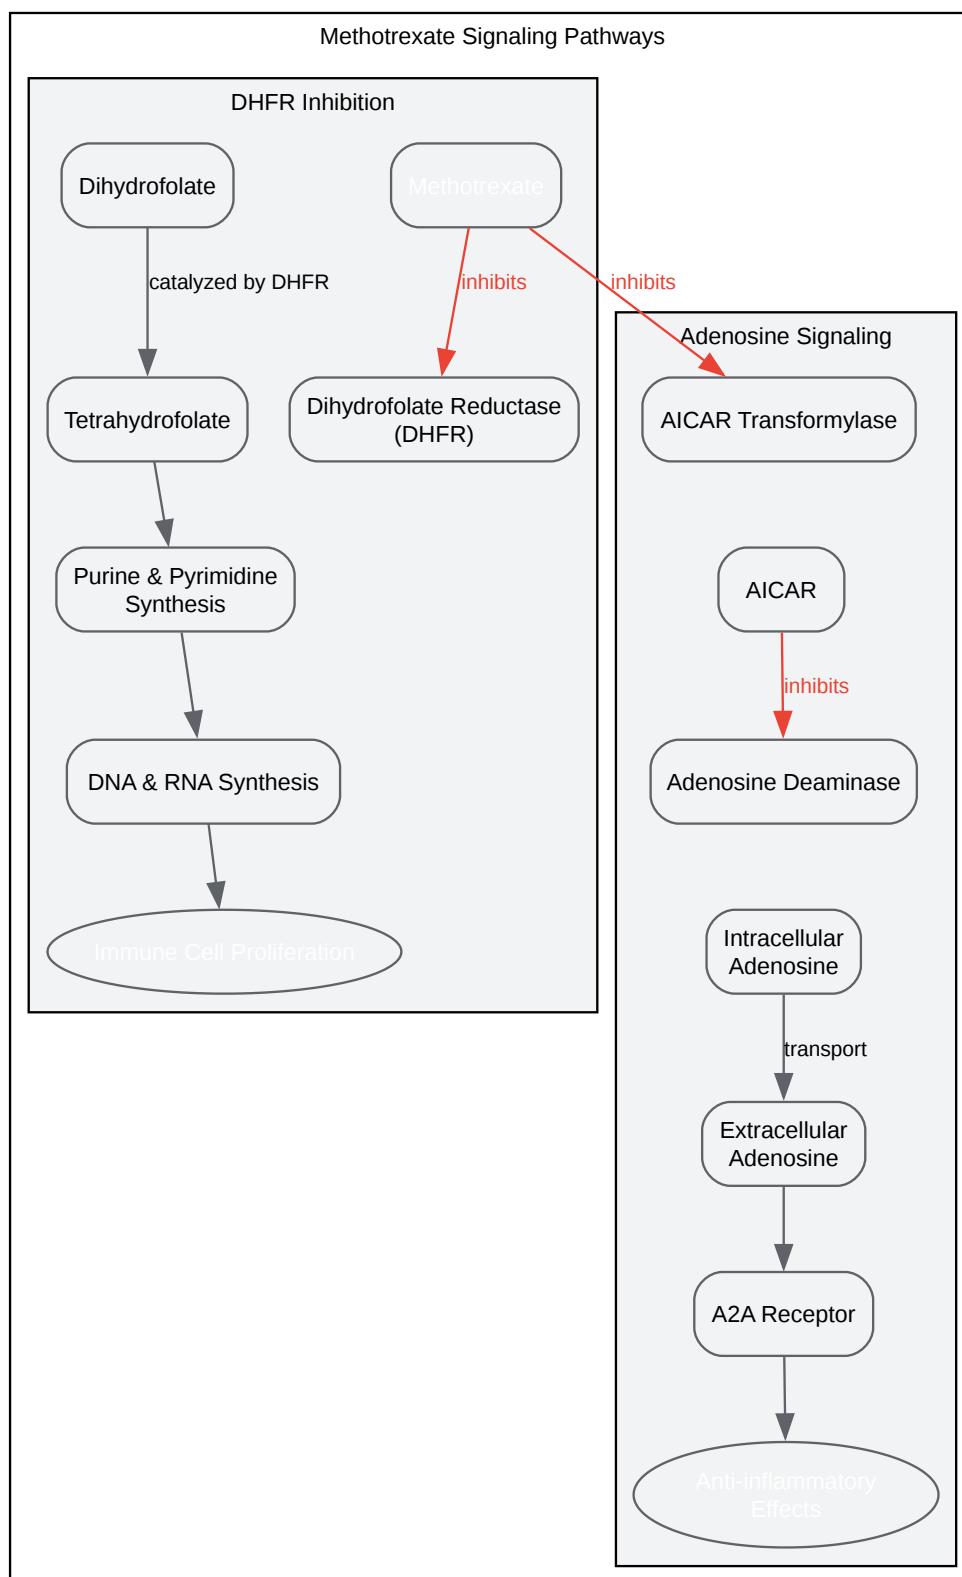 Methotrexate Signaling Pathways
DHFR Inhibition
Dihydrofolate
Methotrexate
catalyzed by DHFR
inhibits
inhibits
Adenosine Signaling
Tetrahydrofolate
Dihydrofolate Reductase
(DHFR)
AICAR Transformylase
Purine & Pyrimidine
Synthesis
AICAR
inhibits
DNA & RNA Synthesis
Adenosine Deaminase
Immune Cell Proliferation
Intracellular
Adenosine
transport
Extracellular
Adenosine
A2A Receptor
Anti-inflammatory
Effects